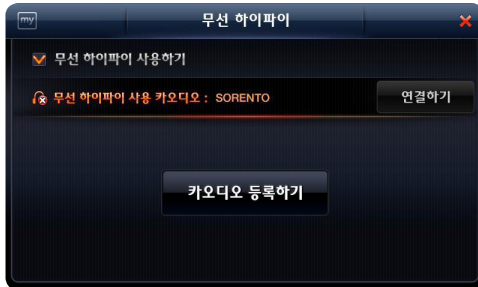 my
무선 하이파이
무선 하이파이 사용하기
무선 하이파이 사용 카오디오 : SORENTO
연결하기
카오디오 등록하기